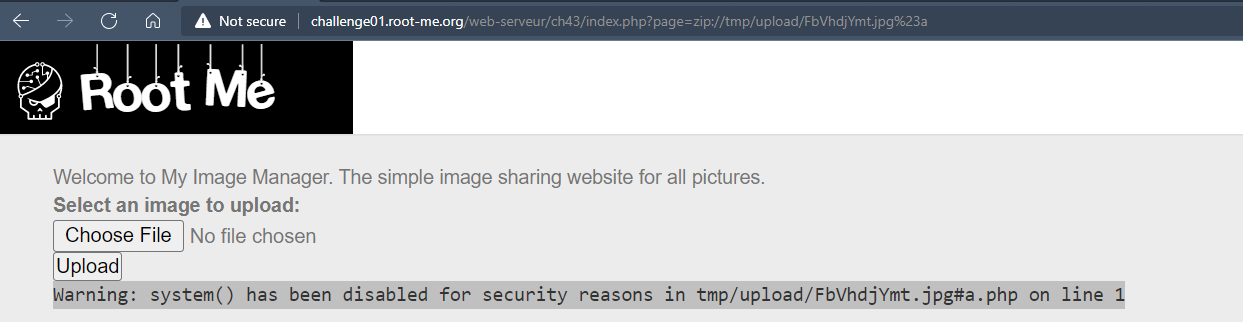 Not secure | challenge01.root-me.org/web-serveur/ch43/index.php?page=zip://tmp/upload/FbVhdjYmt.jpg%23a
Root Me
Welcome to My Image Manager. The simple image sharing website for all pictures.
Select an image to upload:
Choose File No file chosen
Upload
Warning: system() has been disabled for security reasons in tmp/upload/FbVhdjYmt.jpg#a.php on line 1